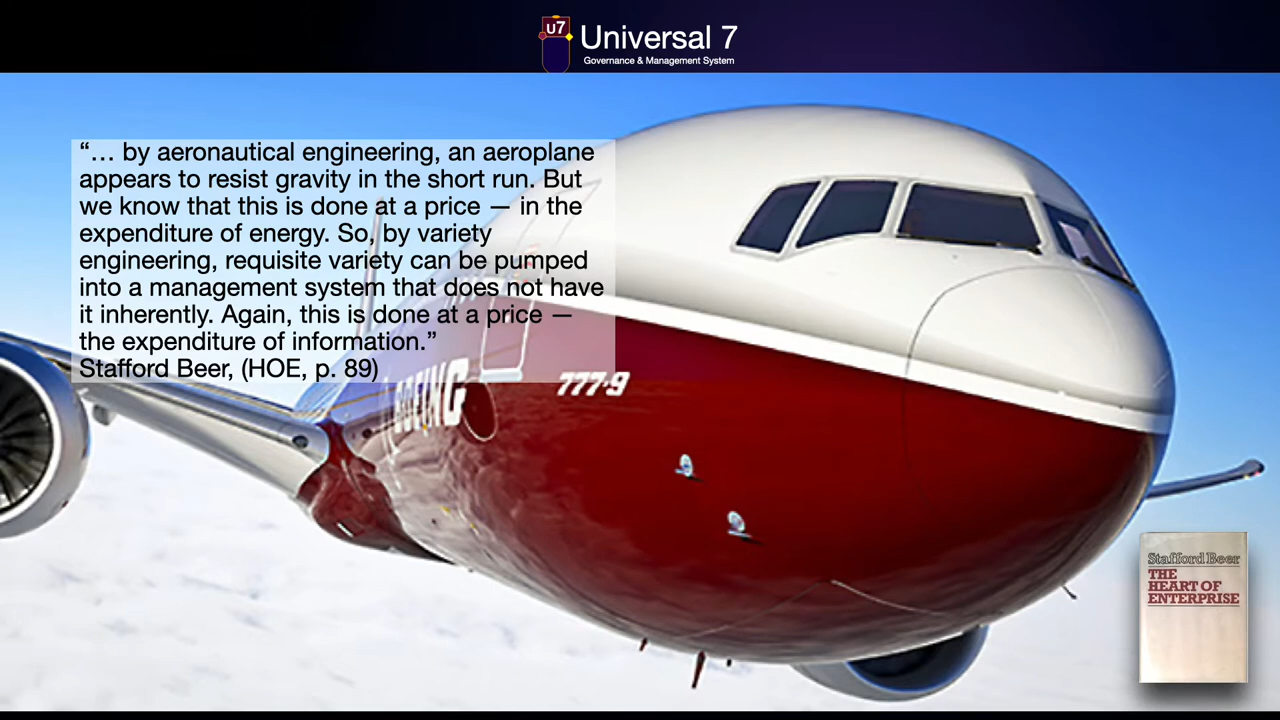 U7
Universal 7
Governance & Management System
“… by aeronautical engineering, an aeroplane
appears to resist gravity in the short run. But
we know that this is done at a price — in the
expenditure of energy. So, by variety
engineering, requisite variety can be pumped
into a management system that does not have
it inherently. Again, this is done at a price —
the expenditure of information.”
Stafford Beer, (HOE, p. 89)
BOEING
777-9
Stafford Beer
THE
HEART OF
ENTERPRISE